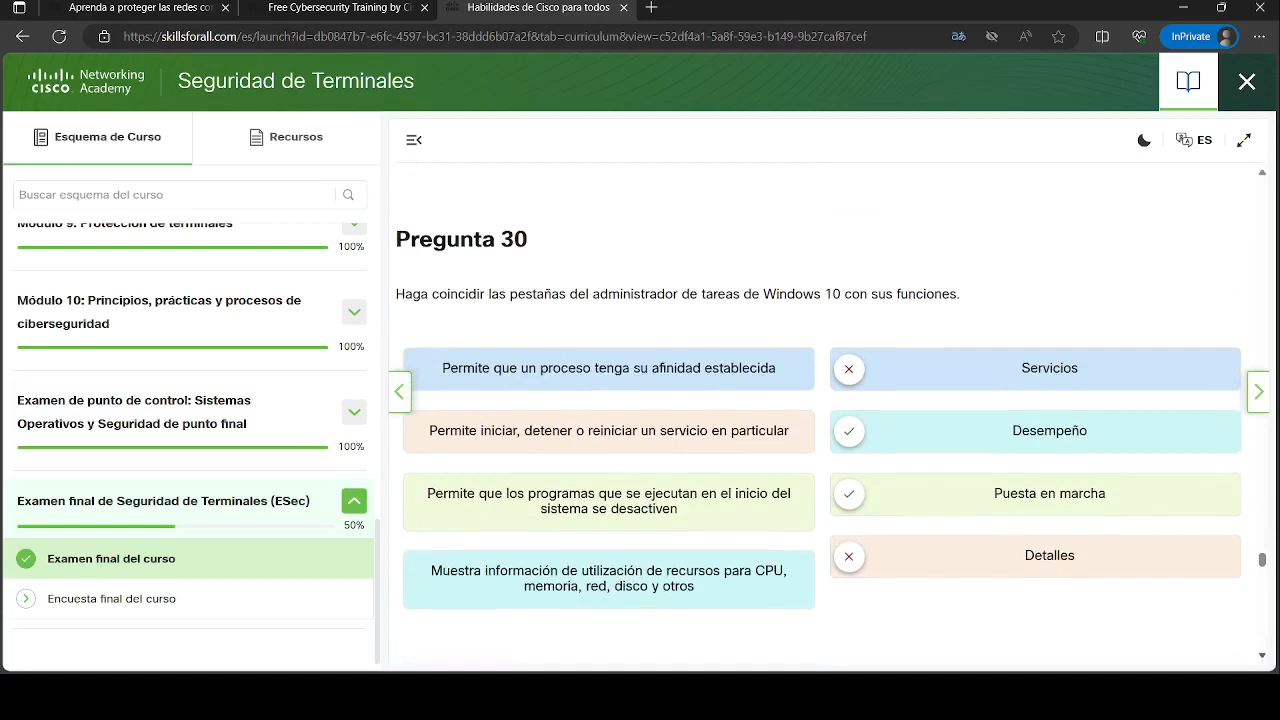 Aprenda a proteger las redes cor
Free Cybersecurity Training by Ci
Habilidades de Cisco para todos
https://skillsforall.com/es/launch?id=db0847b7-e6fc-4597-bc31-38ddd6b07a2f&tab=curriculum&view=c52df4a1-5a8f-59e3-b149-9b27caf87cef
InPrivate
Networking
CISCO Academy
Seguridad de Terminales
Esquema de Curso
Recursos
ES
Buscar esquema del curso
Módulo 9: Protección de terminales
100%
Módulo 10: Principios, prácticas y procesos de
ciberseguridad
100%
Examen de punto de control: Sistemas
Operativos y Seguridad de punto final
100%
Examen final de Seguridad de Terminales (ESec)
50%
Examen final del curso
Encuesta final del curso
Pregunta 30
Haga coincidir las pestañas del administrador de tareas de Windows 10 con sus funciones.
Permite que un proceso tenga su afinidad establecida
Servicios
Permite iniciar, detener o reiniciar un servicio en particular
Desempeño
Permite que los programas que se ejecutan en el inicio del
sistema se desactiven
Puesta en marcha
Muestra información de utilización de recursos para CPU,
memoria, red, disco y otros
Detalles